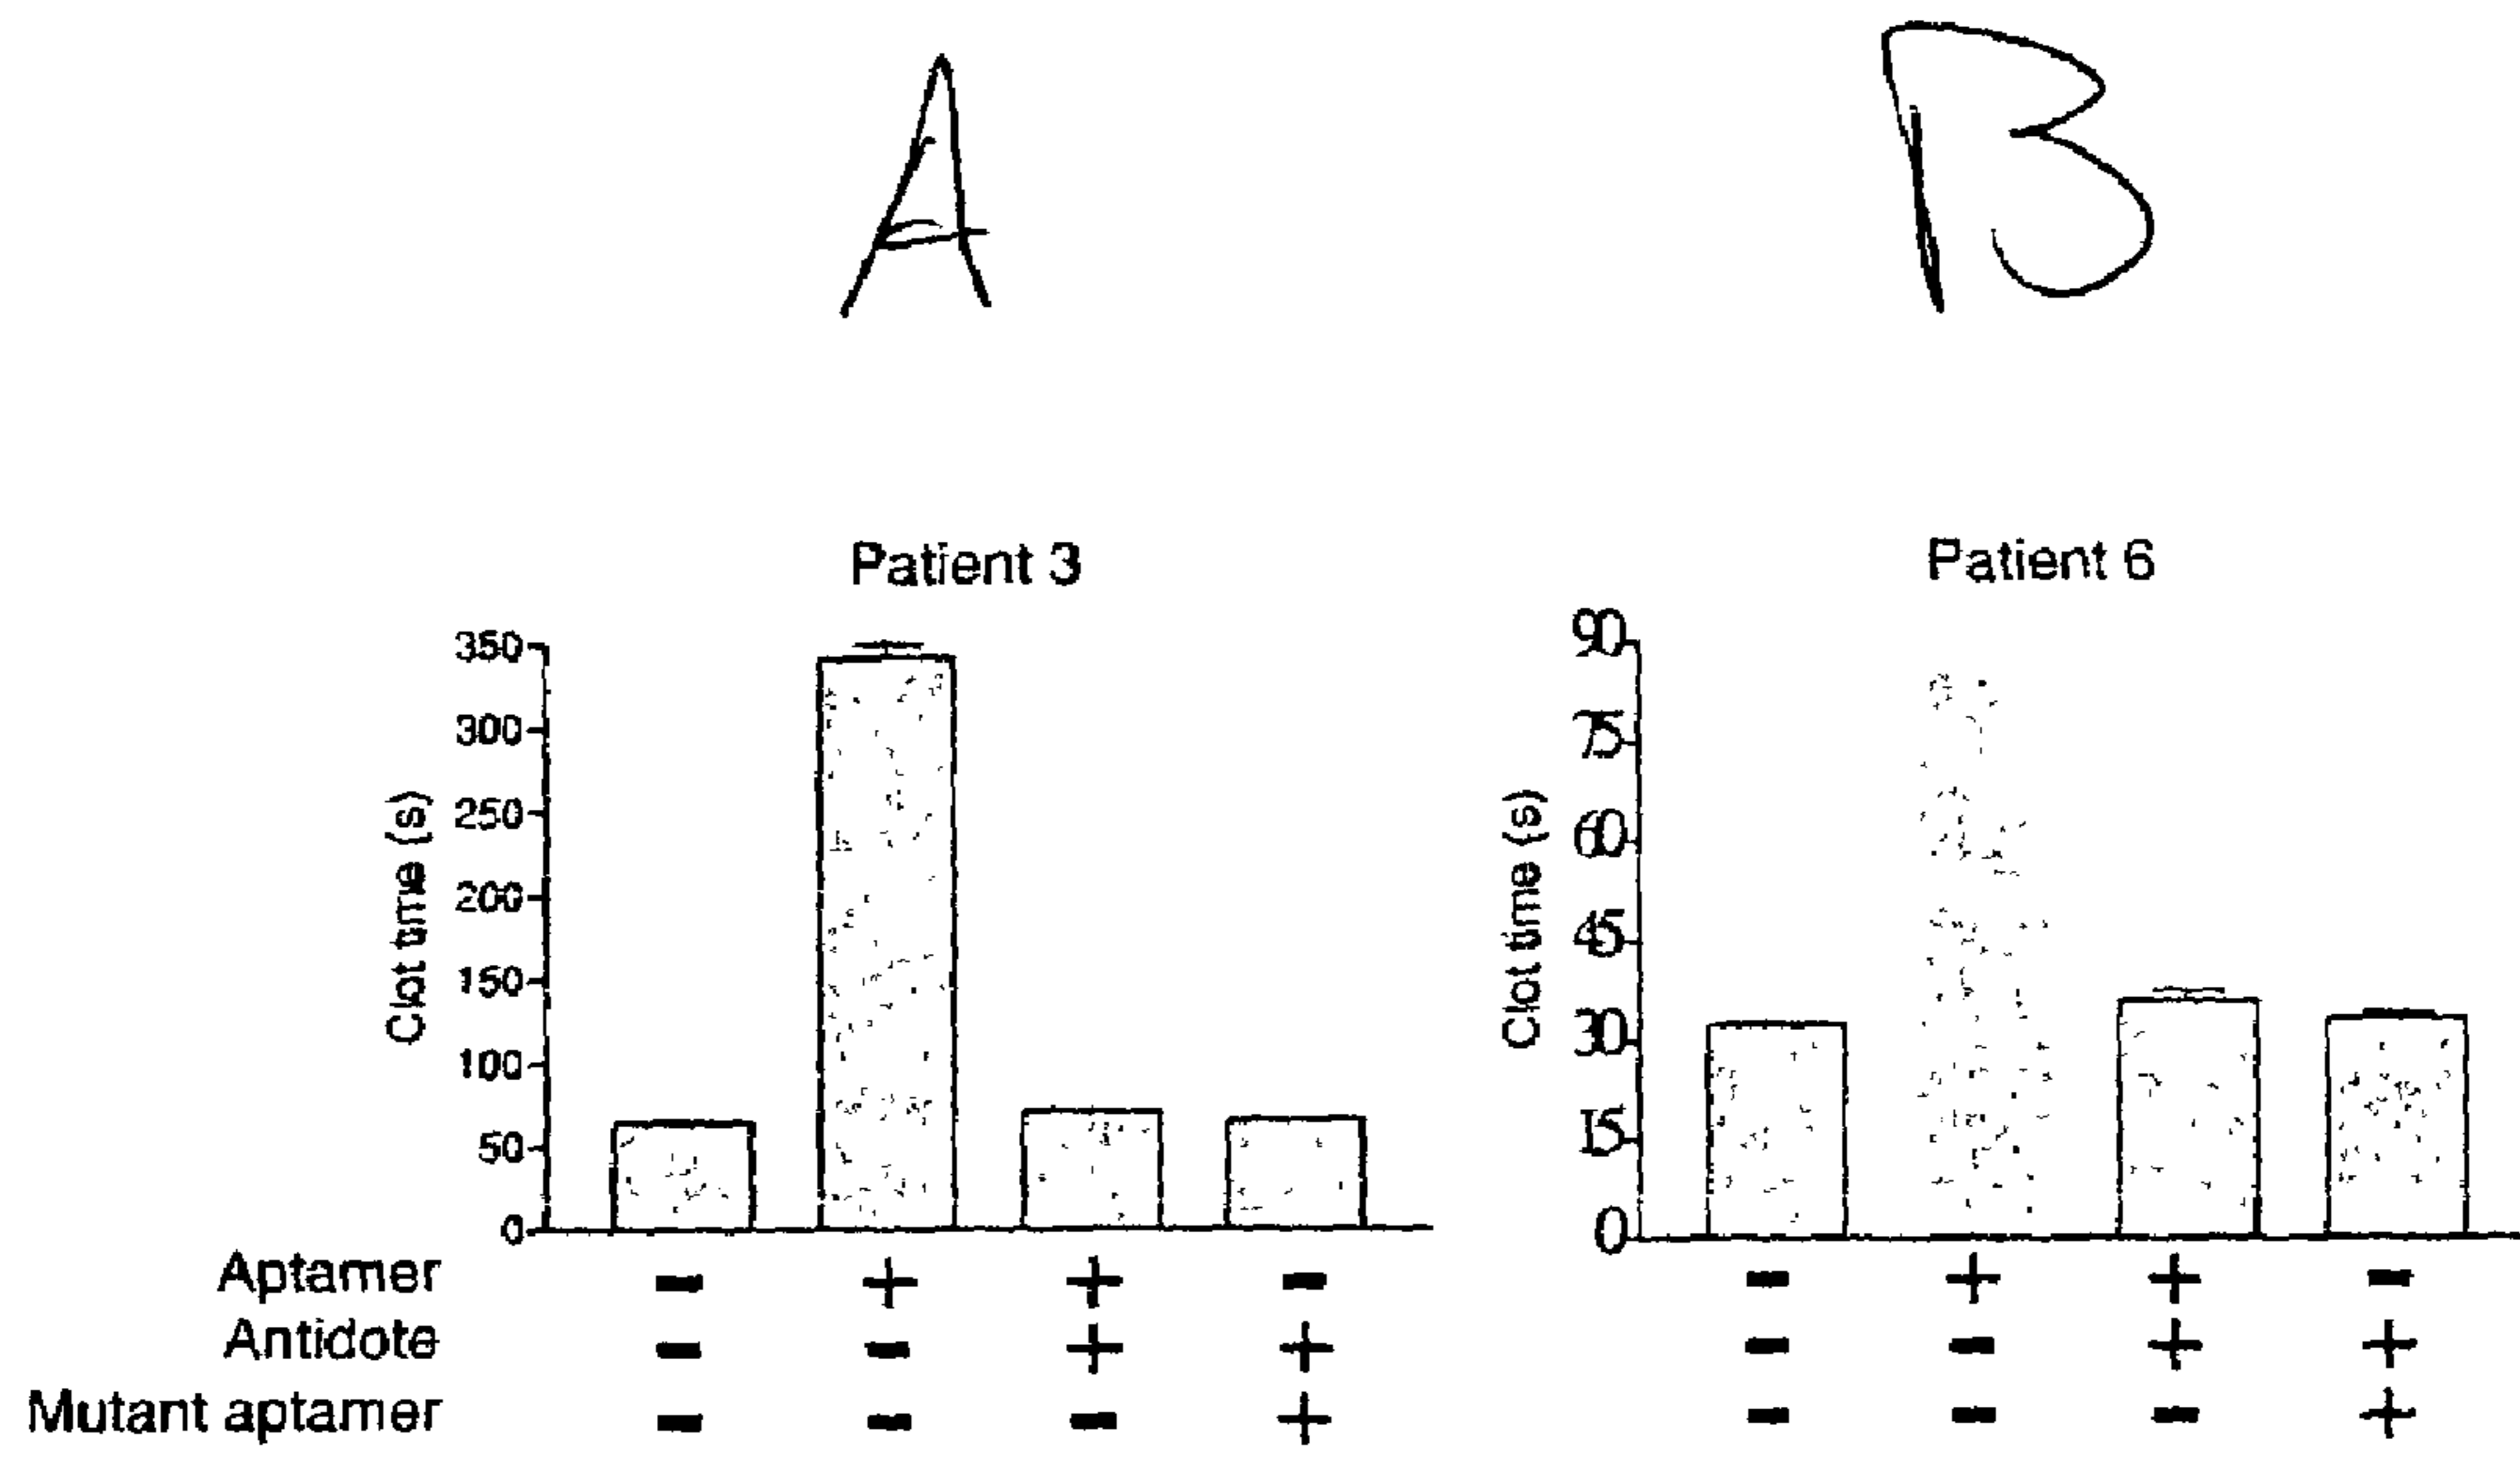 A B
Patient 3
350
300
250
200
150
100
50
0
Clot time (s)
Patient 6
90
75
60
45
30
15
0
Clot time (s)
Aptamer - + + - - + + -
Antidote - - + + - - + +
Mutant aptamer - - - + - - - +